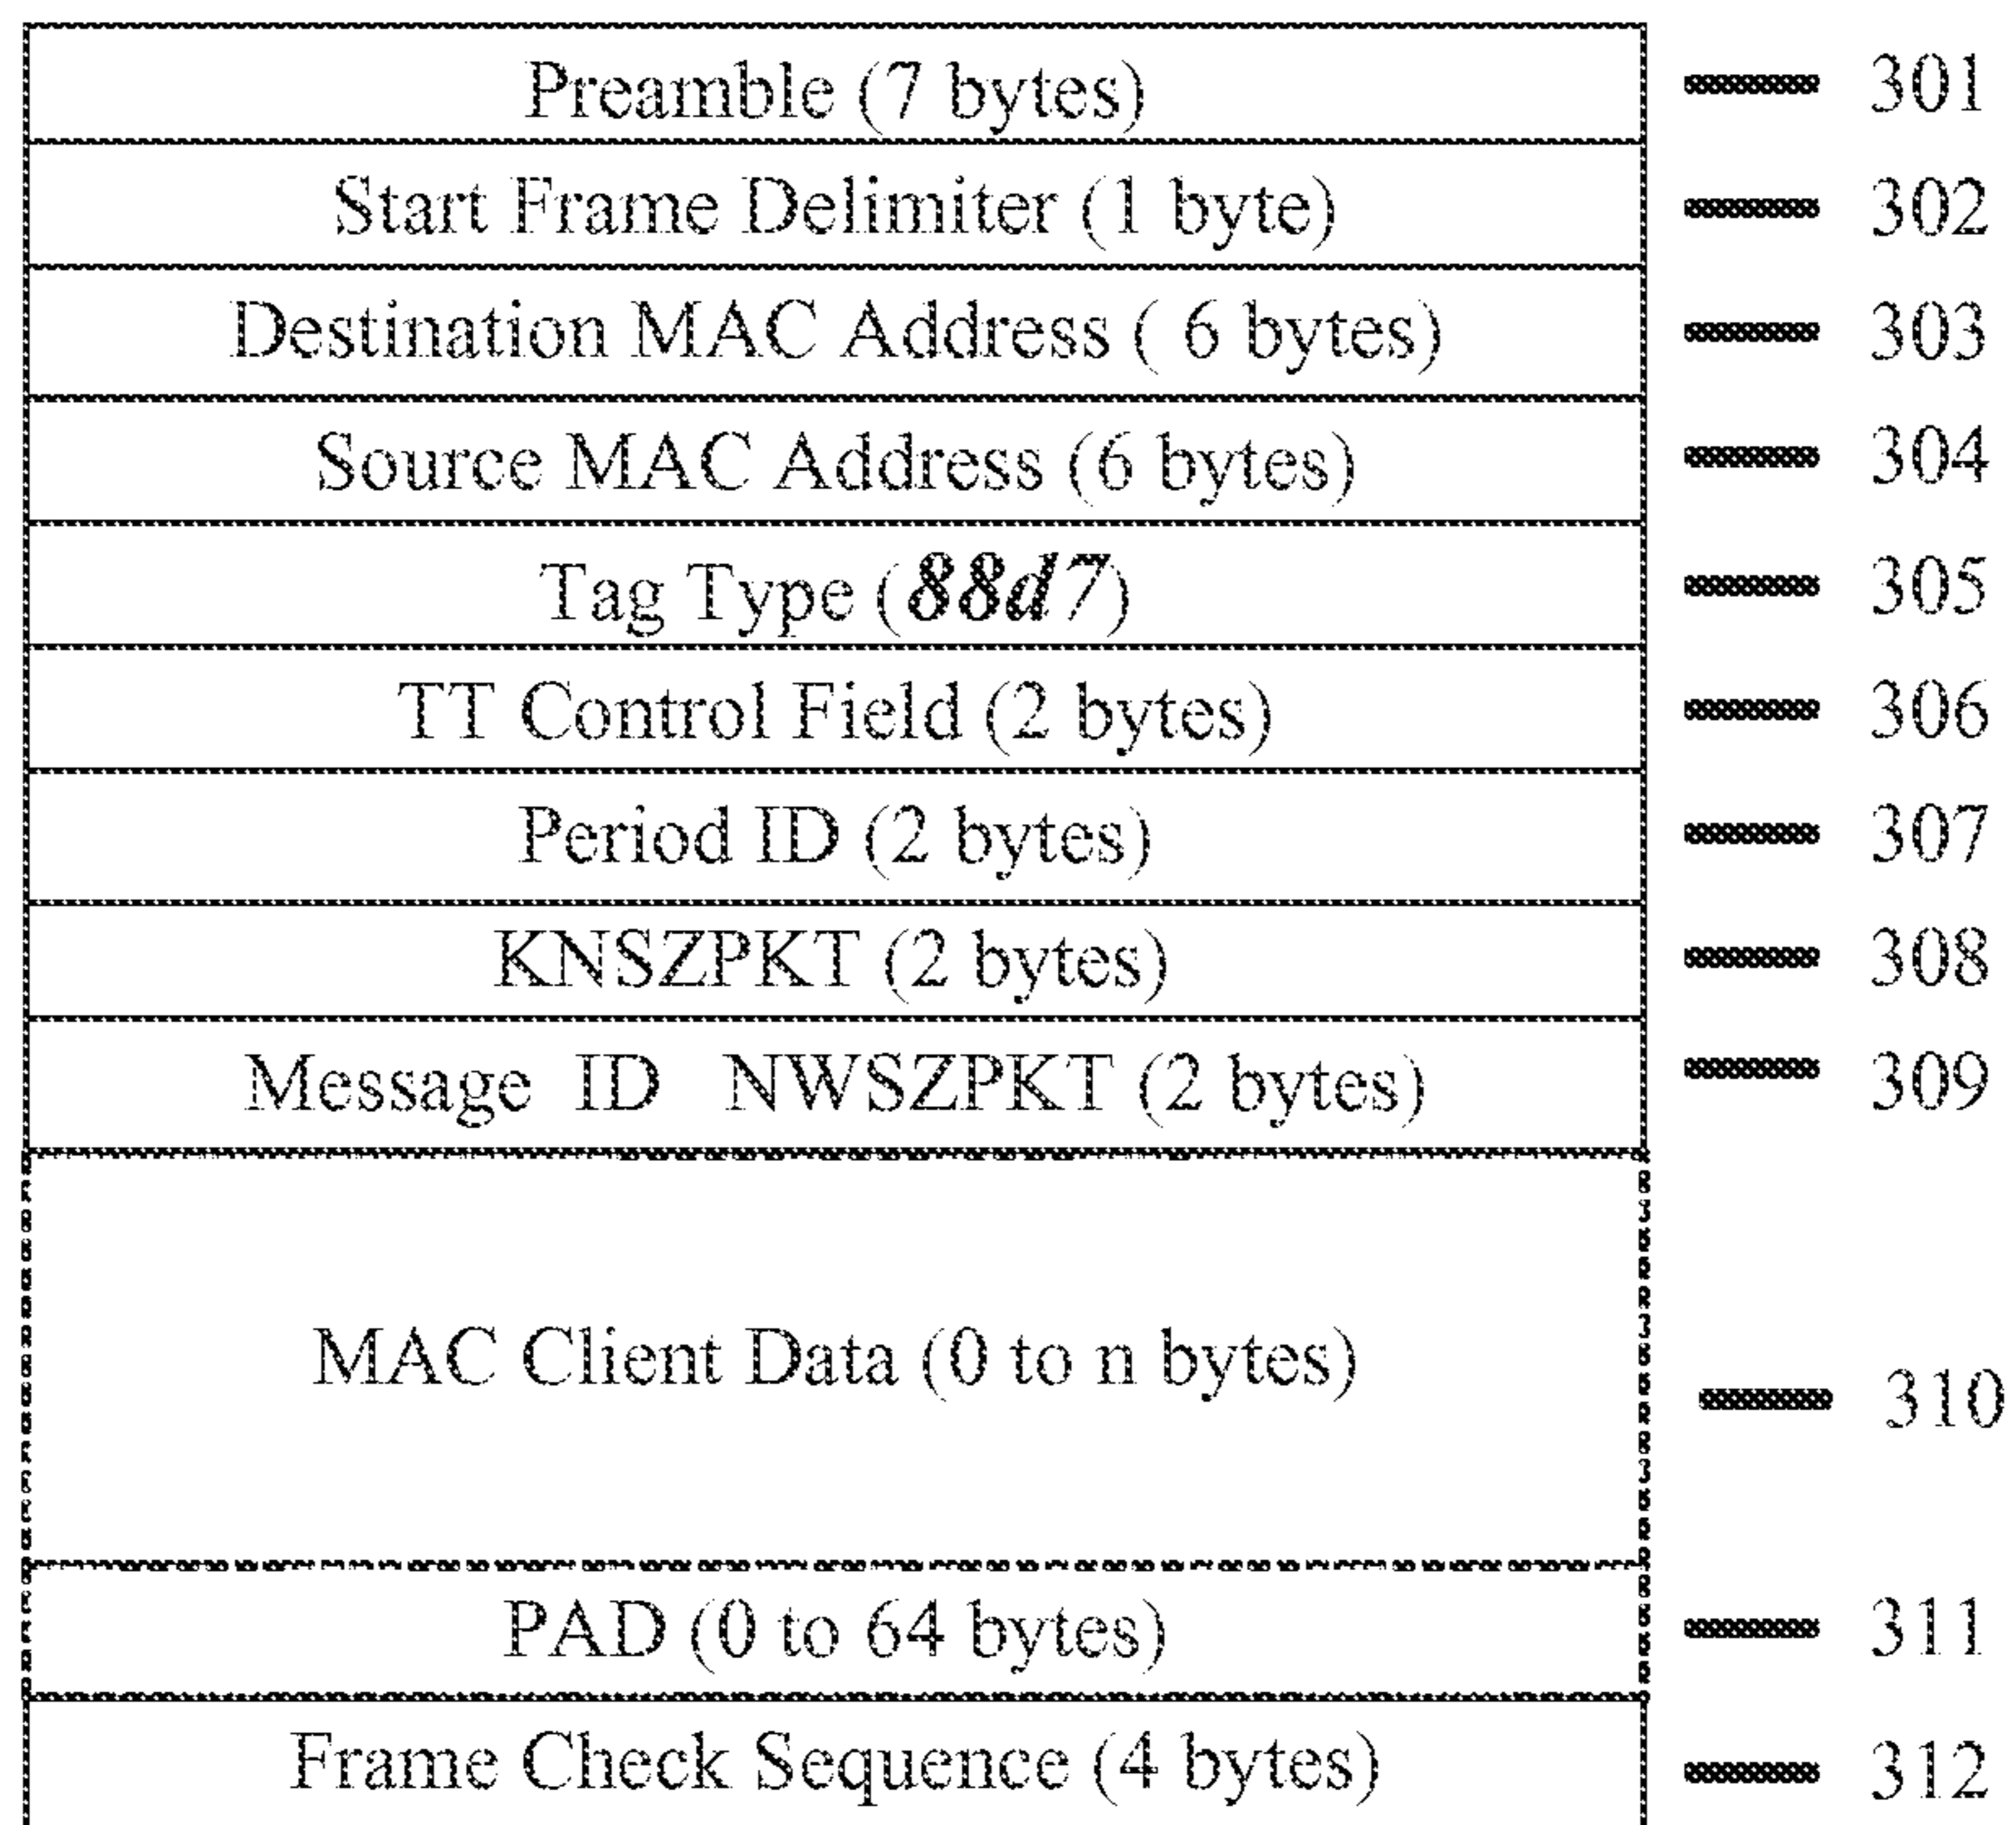 Preamble (7 bytes) 301
Start Frame Delimiter (1 byte) 302
Destination MAC Address ( 6 bytes) 303
Source MAC Address (6 bytes) 304
Tag Type (88d7) 305
TT Control Field (2 bytes) 306
Period ID (2 bytes) 307
KNSZPKT (2 bytes) 308
Message ID NWSZPKT (2 bytes) 309
MAC Client Data (0 to n bytes) 310
PAD (0 to 64 bytes) 311
Frame Check Sequence (4 bytes) 312